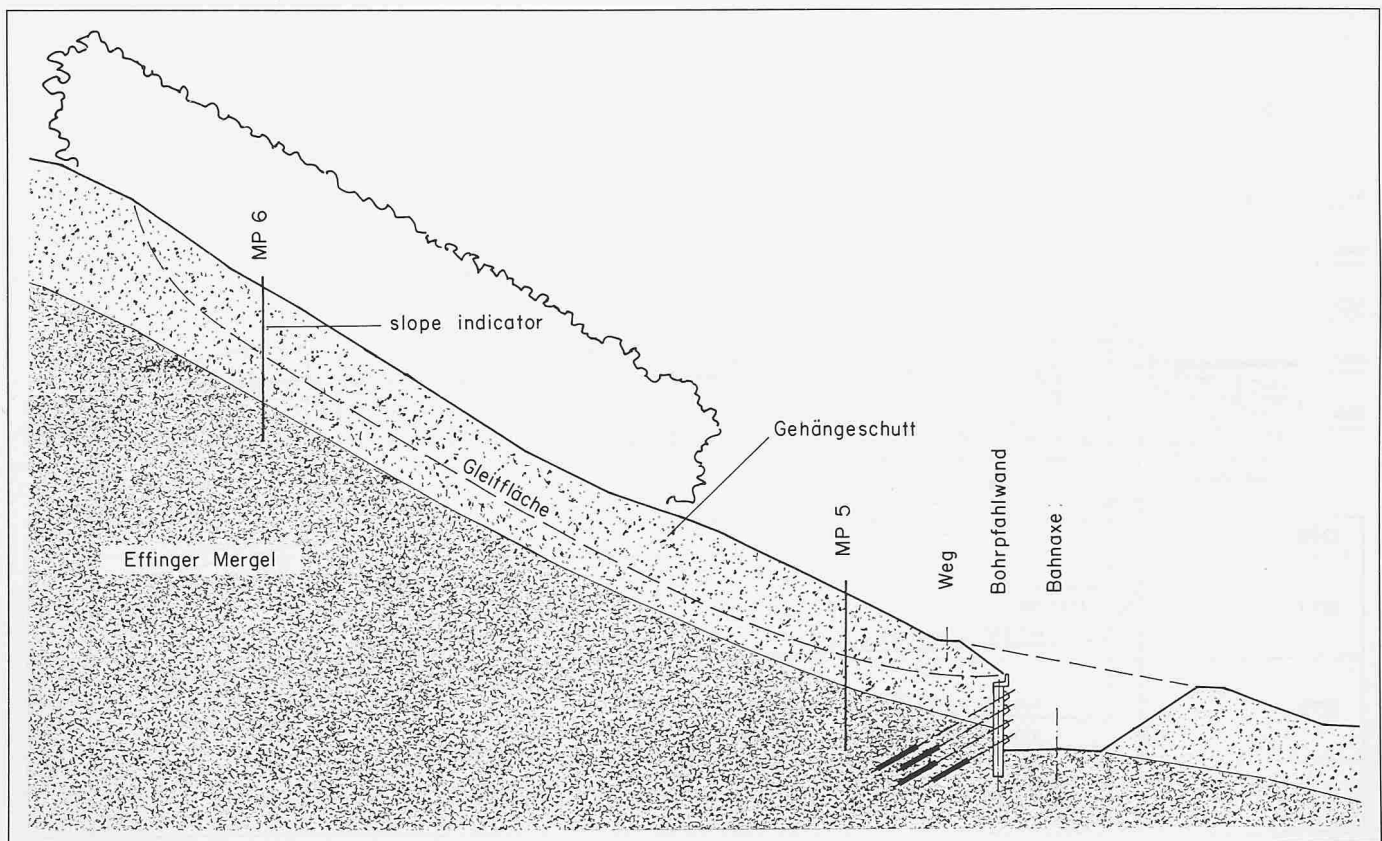 MP 6
slope indicator
Gehängeschutt
Gleitfläche
MP 5
Weg
Bohrpfahlwand
Bahnaxe
Effinger Mergel